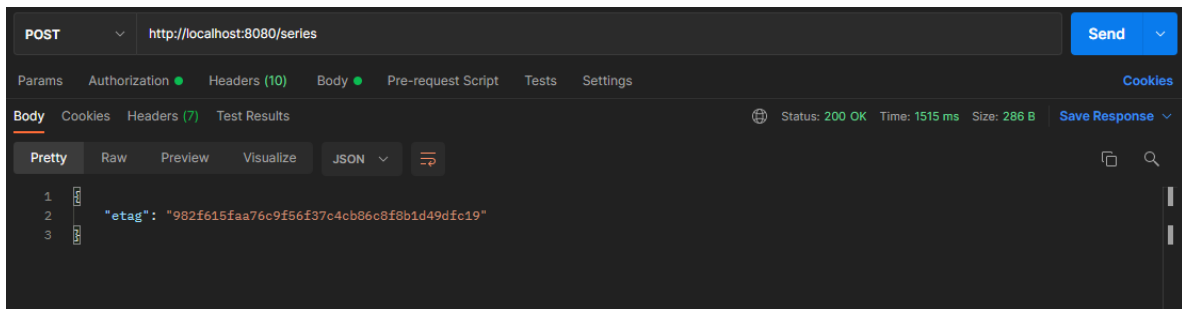 POST http://localhost:8080/series Send
Params Authorization Headers (10) Body Pre-request Script Tests Settings Cookies
Body Cookies Headers (7) Test Results Status: 200 OK Time: 1515 ms Size: 286 B Save Response
Pretty Raw Preview Visualize JSON
1 {
2 "etag": "982f615faa76c9f56f37c4cb86c8f8b1d49dfc19"
3 }